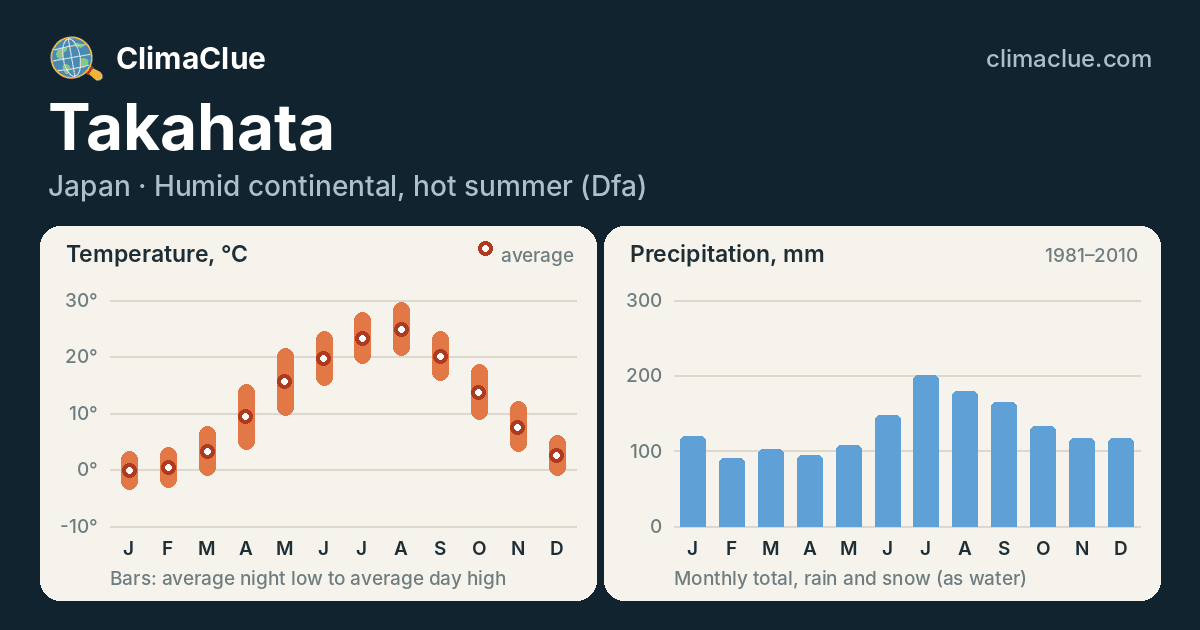 ClimaClue
climaclue.com
Takahata
Japan · Humid continental, hot summer (Dfa)
Temperature, °C
average
30°
20°
10°
0°
-10°
J F M A M J J A S O N D
Bars: average night low to average day high
Precipitation, mm
1981–2010
300
200
100
0
J F M A M J J A S O N D
Monthly total, rain and snow (as water)